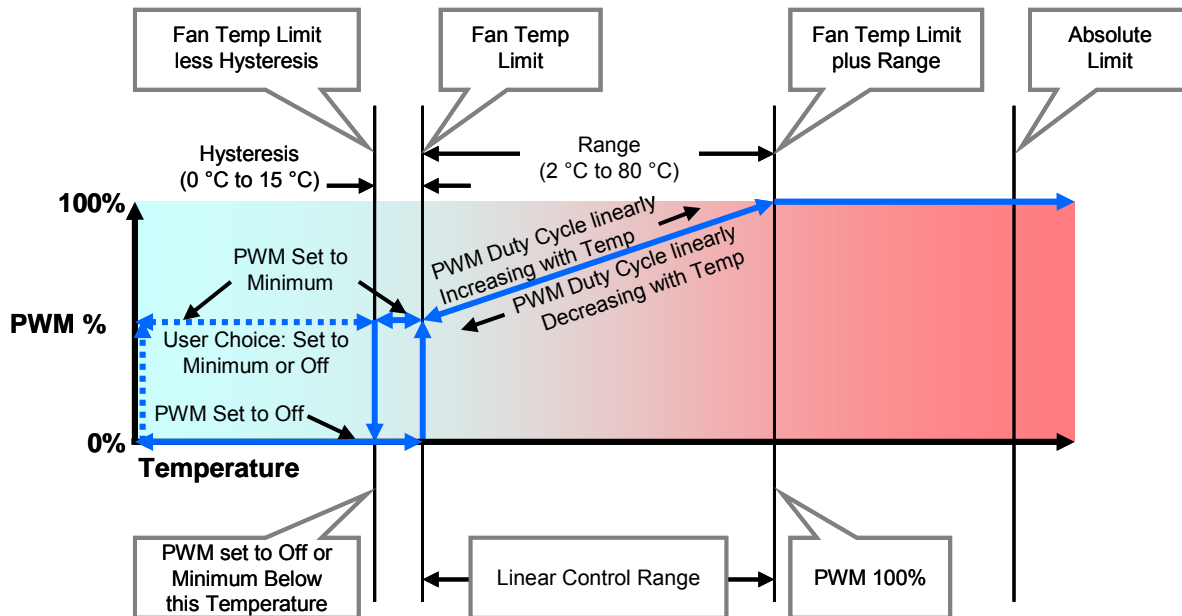 Fan Temp Limit
less Hysteresis
Fan Temp
Limit
Fan Temp Limit
plus Range
Absolute
Limit
Hysteresis
(0 °C to 15 °C)
Range
(2 °C to 80 °C)
100%
PWM Duty Cycle linearly
Increasing with Temp
PWM Duty Cycle linearly
Decreasing with Temp
PWM Set to
Minimum
PWM %
User Choice: Set to
Minimum or Off
PWM Set to Off
0%
Temperature
PWM set to Off or
Minimum Below
this Temperature
Linear Control Range
PWM 100%